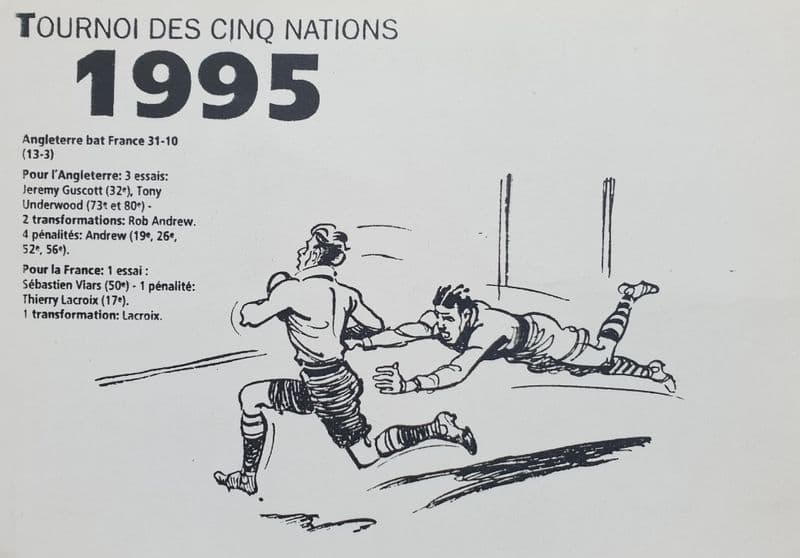 TOURNOI DES CINQ NATIONS
1995
Angleterre bat France 31-10
(13-3)
Pour l'Angleterre: 3 essais:
Jeremy Guscott (32e), Tony
Underwood (73e et 80e) -
2 transformations: Rob Andrew.
4 pénalités: Andrew (19e, 26e,
52e, 56e).
Pour la France: 1 essai :
Sébastien Viars (50e) - 1 pénalité:
Thierry Lacroix (17e).
1 transformation: Lacroix.